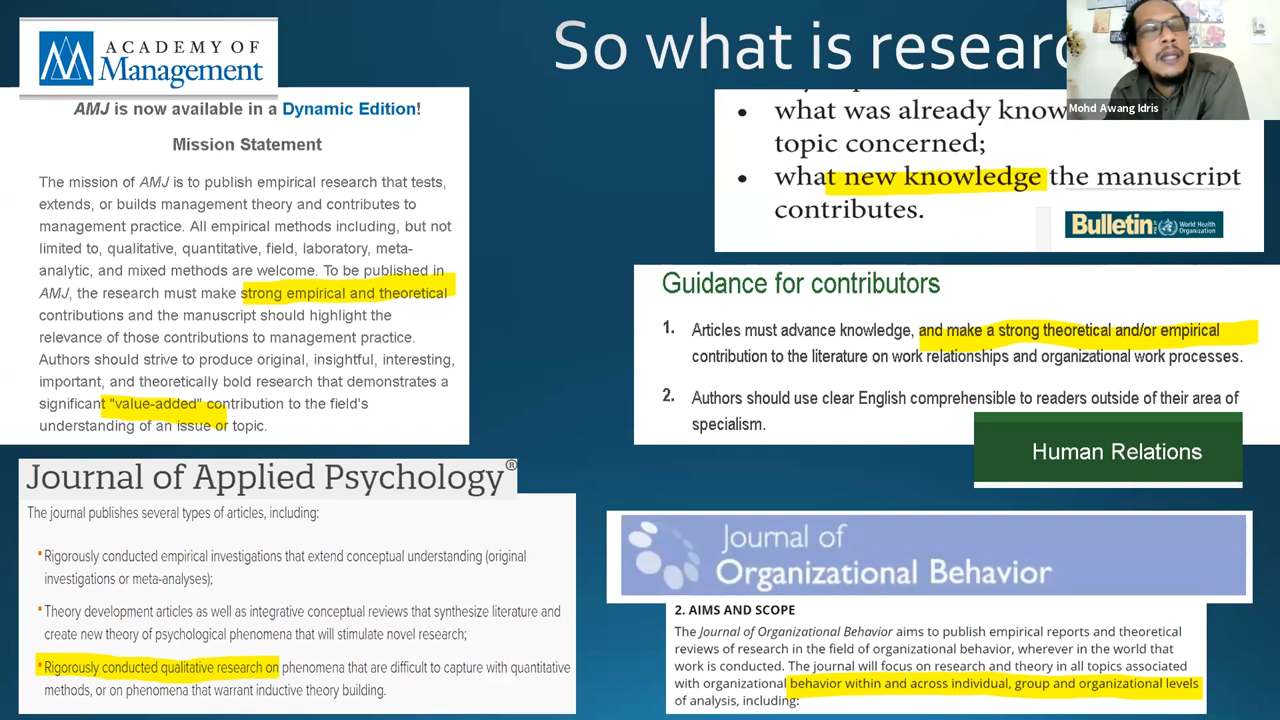 So what is resear
ACADEMY OF
Management
AMJ is now available in a Dynamic Edition!
Mission Statement
The mission of AMJ is to publish empirical research that tests,
extends, or builds management theory and contributes to
management practice. All empirical methods including, but not
limited to, qualitative, quantitative, field, laboratory, meta-
analytic, and mixed methods are welcome. To be published in
AMJ, the research must make strong empirical and theoretical
contributions and the manuscript should highlight the
relevance of those contributions to management practice.
Authors should strive to produce original, insightful, interesting,
important, and theoretically bold research that demonstrates a
significant "value-added" contribution to the field's
understanding of an issue or topic.
Mohd Awang Idris
• what was already know
topic concerned;
• what new knowledge the manuscript
contributes.
Bulletin
World Health
Organization
Guidance for contributors
1. Articles must advance knowledge, and make a strong theoretical and/or empirical
contribution to the literature on work relationships and organizational work processes.
2. Authors should use clear English comprehensible to readers outside of their area of
specialism.
Human Relations
Journal of Applied Psychology®
The journal publishes several types of articles, including:
Rigorously conducted empirical investigations that extend conceptual understanding (original
investigations or meta-analyses);
Theory development articles as well as integrative conceptual reviews that synthesize literature and
create new theory of psychological phenomena that will stimulate novel research;
Rigorously conducted qualitative research on phenomena that are difficult to capture with quantitative
methods, or on phenomena that warrant inductive theory building.
Journal of
Organizational Behavior
2. AIMS AND SCOPE
The Journal of Organizational Behavior aims to publish empirical reports and theoretical
reviews of research in the field of organizational behavior, wherever in the world that
work is conducted. The journal will focus on research and theory in all topics associated
with organizational behavior within and across individual, group and organizational levels
of analysis, including: